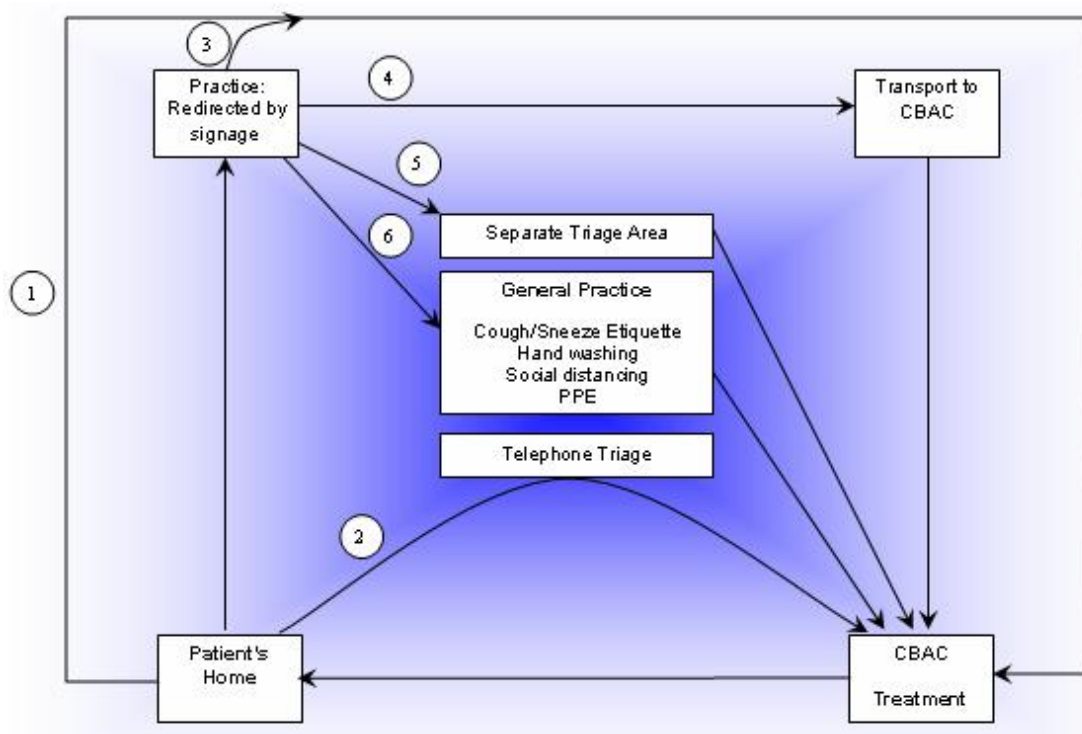 3
Practice:
Redirected by
signage
4
Transport to
CBAC
5
6
Separate Triage Area
1
General Practice
Cough/Sneeze Etiquette
Hand washing
Social distancing
PPE
Telephone Triage
2
Patient's
Home
CBAC
Treatment